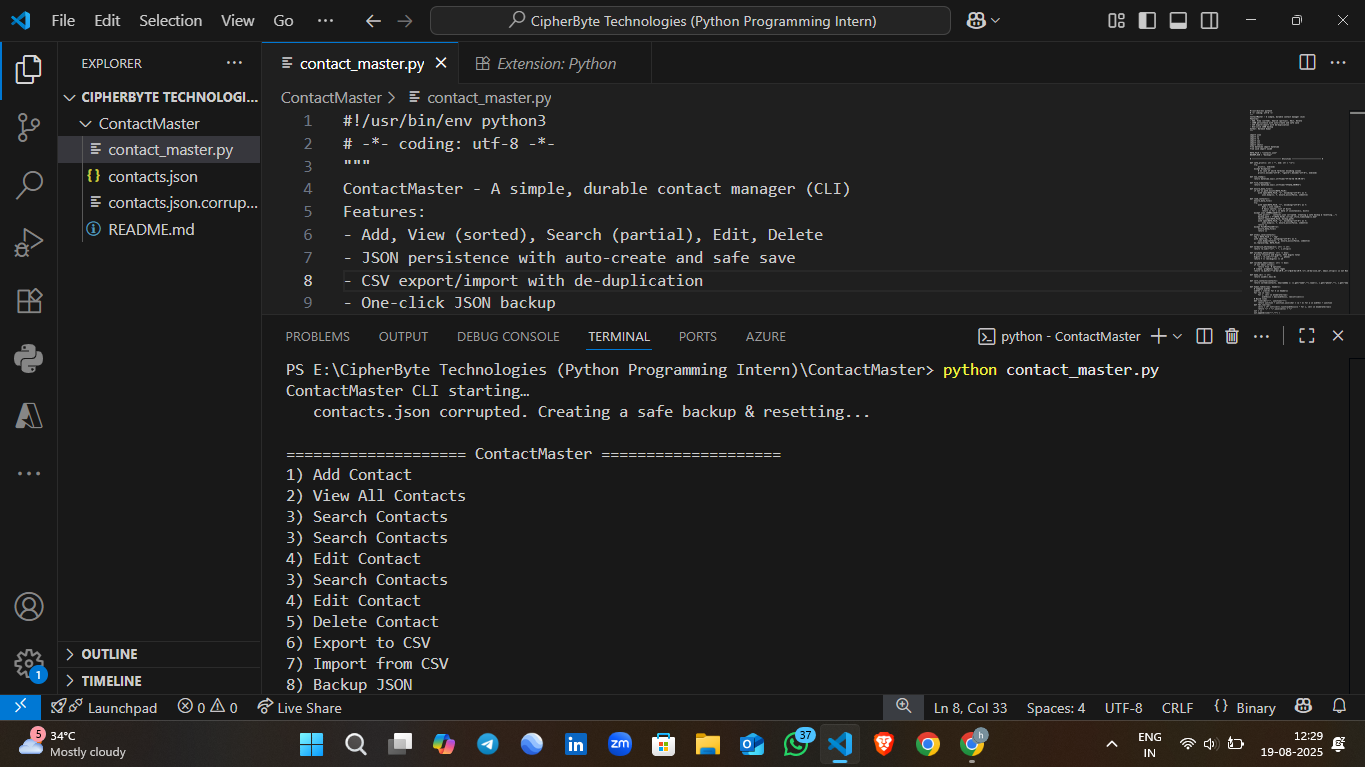 File Edit Selection View Go ··· CipherByte Technologies (Python Programming Intern)
EXPLORER
CIPHERBYTE TECHNOLOGI...
ContactMaster
contact_master.py
contacts.json
contacts.json.corrup...
README.md
OUTLINE
TIMELINE
contact_master.py Extension: Python
ContactMaster > contact_master.py
1 #!/usr/bin/env python3
2 # -*- coding: utf-8 -*-
3 """
4 ContactMaster - A simple, durable contact manager (CLI)
5 Features:
6 - Add, View (sorted), Search (partial), Edit, Delete
7 - JSON persistence with auto-create and safe save
8 - CSV export/import with de-duplication
9 - One-click JSON backup
PROBLEMS OUTPUT DEBUG CONSOLE TERMINAL PORTS AZURE python - ContactMaster
PS E:\CipherByte Technologies (Python Programming Intern)\ContactMaster> python contact_master.py
ContactMaster CLI starting…
contacts.json corrupted. Creating a safe backup & resetting...
==================== ContactMaster ====================
1) Add Contact
2) View All Contacts
3) Search Contacts
3) Search Contacts
4) Edit Contact
3) Search Contacts
4) Edit Contact
5) Delete Contact
6) Export to CSV
7) Import from CSV
8) Backup JSON
1
Launchpad 0 0 Live Share Ln 8, Col 33 Spaces: 4 UTF-8 CRLF {} Binary
5 34°C
Mostly cloudy
in zm 37 h
ENG
IN
12:29
19-08-2025